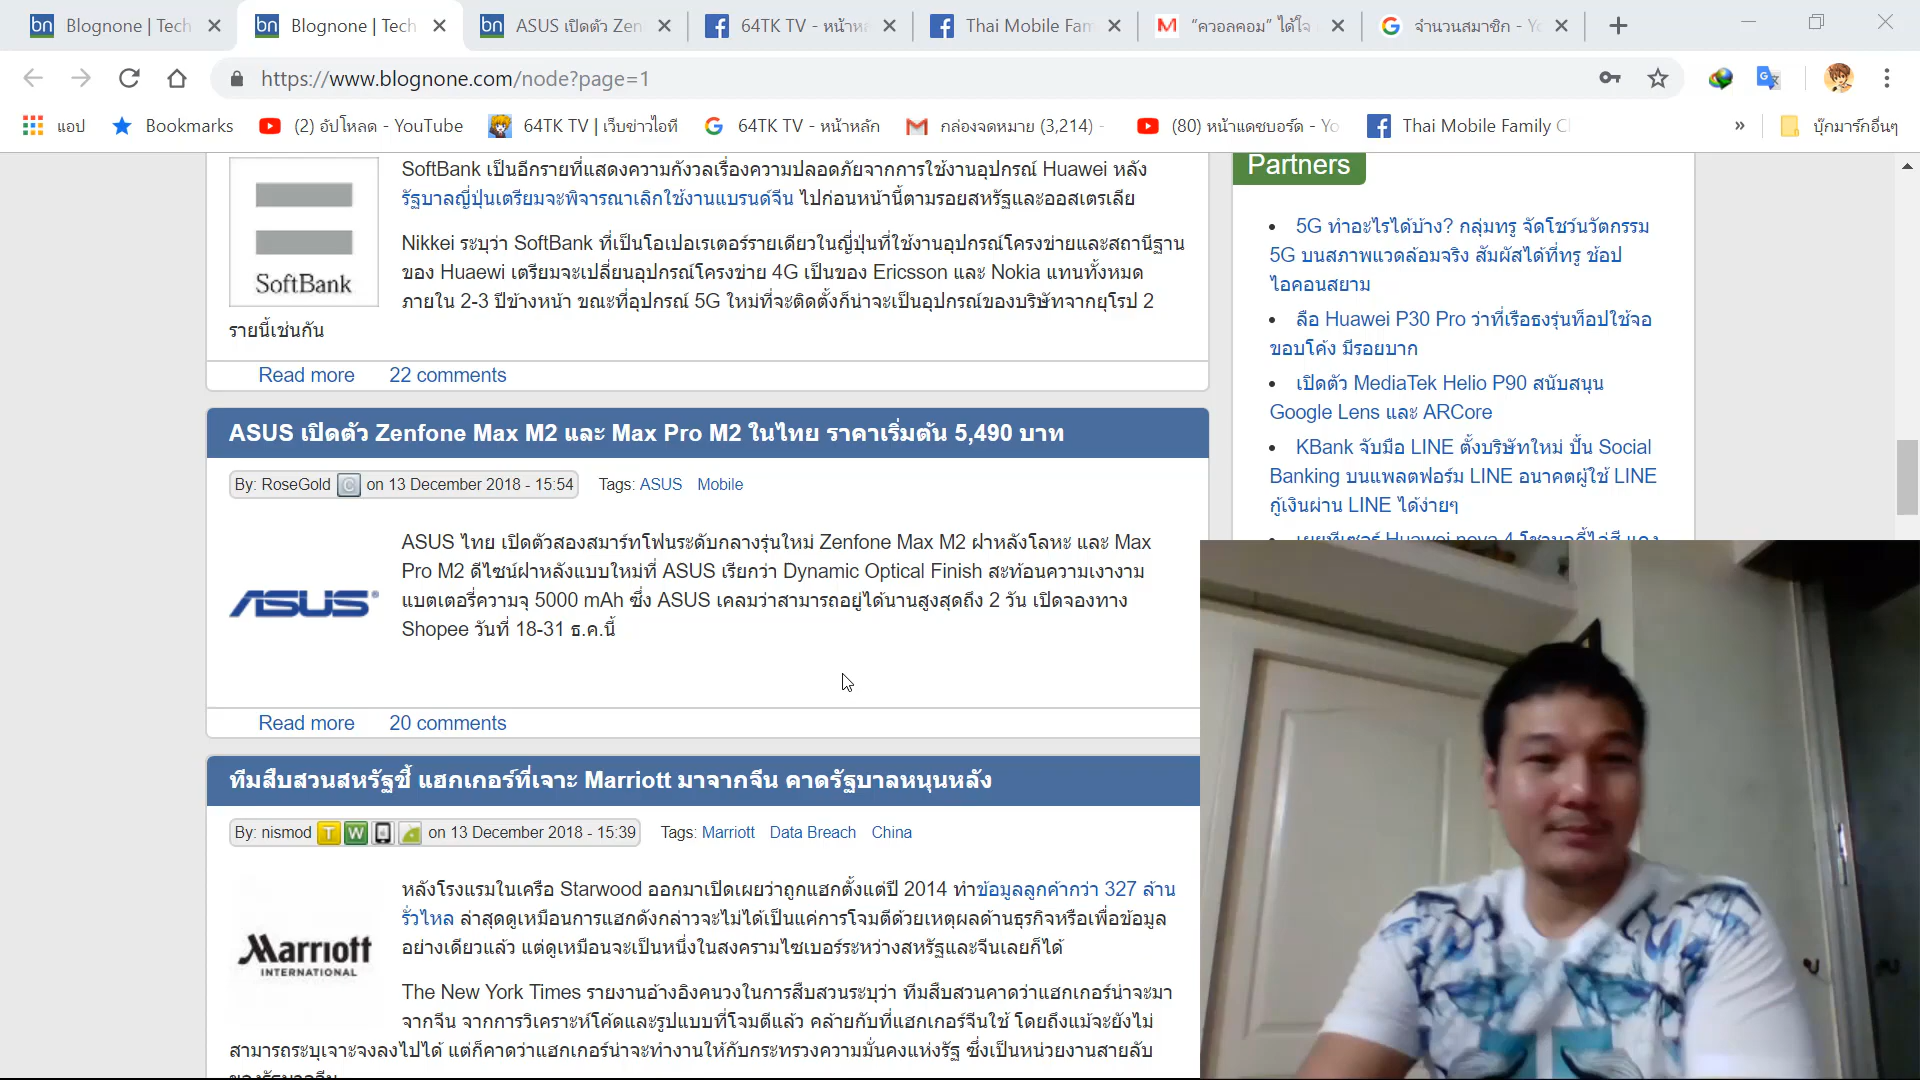 Blognone | Tech
Blognone | Tech
ASUS เปิดตัว Zen
64TK TV - หน้าหลั
Thai Mobile Fam
“ควอลคอม” ได้ใจ
จำนวนสมาชิก - Yo
https://www.blognone.com/node?page=1
แอป
Bookmarks
(2) อัปโหลด - YouTube
64TK TV | เว็บข่าวไอที
64TK TV - หน้าหลัก
กล่องจดหมาย (3,214) -
(80) หน้าแดชบอร์ด - Yo
Thai Mobile Family Cl
»
บุ๊กมาร์กอื่นๆ
SoftBank
SoftBank เป็นอีกรายที่แสดงความกังวลเรื่องความปลอดภัยจากการใช้งานอุปกรณ์ Huawei หลัง
รัฐบาลญี่ปุ่นเตรียมจะพิจารณาเลิกใช้งานแบรนด์จีน ไปก่อนหน้านี้ตามรอยสหรัฐและออสเตรเลีย
Nikkei ระบุว่า SoftBank ที่เป็นโอเปอเรเตอร์รายเดียวในญี่ปุ่นที่ใช้งานอุปกรณ์โครงข่ายและสถานีฐาน
ของ Huaewi เตรียมจะเปลี่ยนอุปกรณ์โครงข่าย 4G เป็นของ Ericsson และ Nokia แทนทั้งหมด
ภายใน 2-3 ปีข้างหน้า ขณะที่อุปกรณ์ 5G ใหม่ที่จะติดตั้งก็น่าจะเป็นอุปกรณ์ของบริษัทจากยุโรป 2
รายนี้เช่นกัน
Read more 22 comments
ASUS เปิดตัว Zenfone Max M2 และ Max Pro M2 ในไทย ราคาเริ่มต้น 5,490 บาท
By: RoseGold C on 13 December 2018 - 15:54 Tags: ASUS Mobile
ASUS
ASUS ไทย เปิดตัวสองสมาร์ทโฟนระดับกลางรุ่นใหม่ Zenfone Max M2 ฝาหลังโลหะ และ Max
Pro M2 ดีไซน์ฝาหลังแบบใหม่ที่ ASUS เรียกว่า Dynamic Optical Finish สะท้อนความเงางาม
แบตเตอรี่ความจุ 5000 mAh ซึ่ง ASUS เคลมว่าสามารถอยู่ได้นานสูงสุดถึง 2 วัน เปิดจองทาง
Shopee วันที่ 18-31 ธ.ค.นี้
Read more 20 comments
ทีมสืบสวนสหรัฐชี้ แฮกเกอร์ที่เจาะ Marriott มาจากจีน คาดรัฐบาลหนุนหลัง
By: nismod T W on 13 December 2018 - 15:39 Tags: Marriott Data Breach China
Marriott
INTERNATIONAL
หลังโรงแรมในเครือ Starwood ออกมาเปิดเผยว่าถูกแฮกตั้งแต่ปี 2014 ทำข้อมูลลูกค้ากว่า 327 ล้าน
รั่วไหล ล่าสุดดูเหมือนการแฮกดังกล่าวจะไม่ได้เป็นแค่การโจมตีด้วยเหตุผลด้านธุรกิจหรือเพื่อข้อมูล
อย่างเดียวแล้ว แต่ดูเหมือนจะเป็นหนึ่งในสงครามไซเบอร์ระหว่างสหรัฐและจีนเลยก็ได้
The New York Times รายงานอ้างอิงคนวงในการสืบสวนระบุว่า ทีมสืบสวนคาดว่าแฮกเกอร์น่าจะมา
จากจีน จากการวิเคราะห์โค้ดและรูปแบบที่โจมตีแล้ว คล้ายกับที่แฮกเกอร์จีนใช้ โดยถึงแม้จะยังไม่
สามารถระบุเจาะจงลงไปได้ แต่ก็คาดว่าแฮกเกอร์น่าจะทำงานให้กับกระทรวงความมั่นคงแห่งรัฐ ซึ่งเป็นหน่วยงานสายลับ
Partners
5G ทำอะไรได้บ้าง? กลุ่มทรู จัดโชว์นวัตกรรม
5G บนสภาพแวดล้อมจริง สัมผัสได้ที่ทรู ช้อป
ไอคอนสยาม
ลือ Huawei P30 Pro ว่าที่เรือธงรุ่นท็อปใช้จอ
ขอบโค้ง มีรอยบาก
เปิดตัว MediaTek Helio P90 สนับสนุน
Google Lens และ ARCore
KBank จับมือ LINE ตั้งบริษัทใหม่ ปั้น Social
Banking บนแพลตฟอร์ม LINE อนาคตผู้ใช้ LINE
กู้เงินผ่าน LINE ได้ง่ายๆ